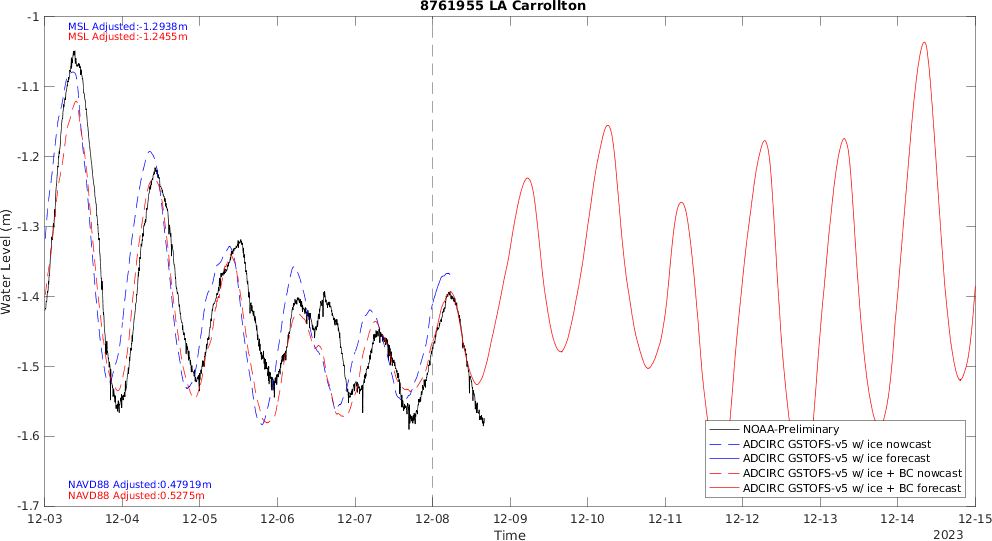 8761955 LA Carrollton
MSL Adjusted:-1.2938m
MSL Adjusted:-1.2455m
-1
-1.1
-1.2
-1.3
-1.4
-1.5
-1.6
-1.7
Water Level (m)
NOAA-Preliminary
ADCIRC GSTOFS-v5 w/ ice nowcast
ADCIRC GSTOFS-v5 w/ ice forecast
ADCIRC GSTOFS-v5 w/ ice + BC nowcast
ADCIRC GSTOFS-v5 w/ ice + BC forecast
NAVD88 Adjusted:0.47919m
NAVD88 Adjusted:0.5275m
12-03 12-04 12-05 12-06 12-07 12-08 12-09 12-10 12-11 12-12 12-13 12-14 12-15
Time
2023